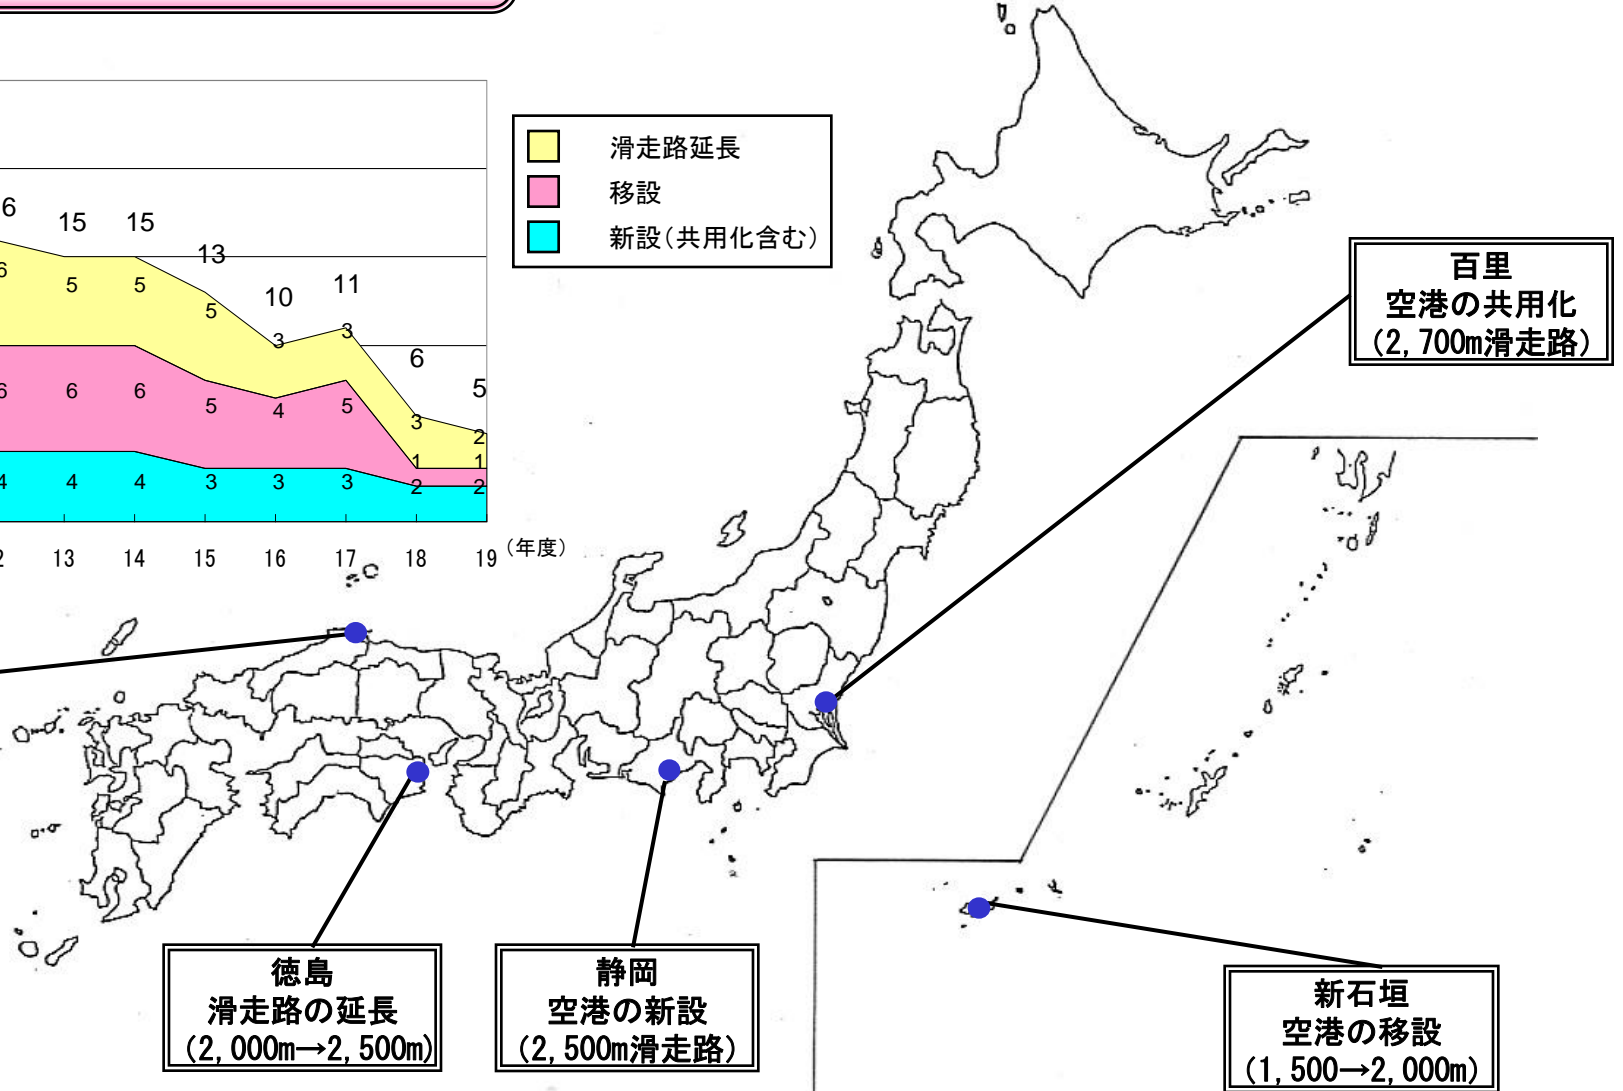 滑走路延長
移設
新設(共用化含む)
6 15 15 13 10 11 6 5
6 5 5 5 3 3 3 2
6 6 6 5 4 5 1 1
4 4 4 3 3 3 2 2
2 13 14 15 16 17 18 19 (年度)
百里
空港の共用化
(2,700m滑走路)
徳島
滑走路の延長
(2,000m→2,500m)
静岡
空港の新設
(2,500m滑走路)
新石垣
空港の移設
(1,500→2,000m)